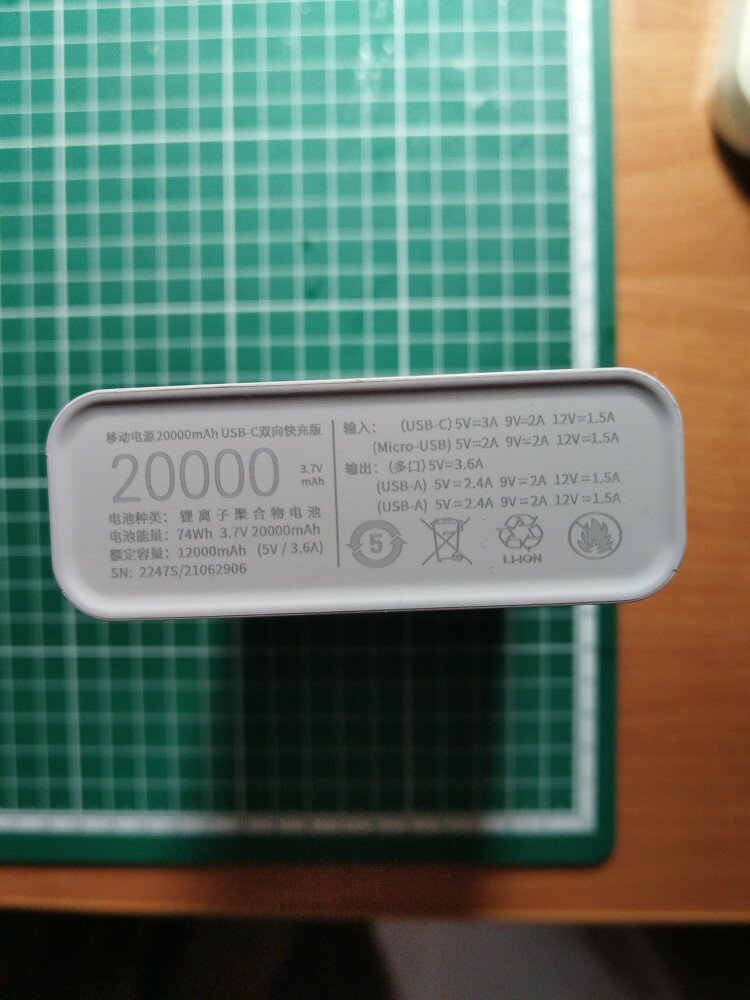 移动电源20000mAh USB-C双向快充版
20000 3.7V mAh
电池种类：锂离子聚合物电池
电池能量：74Wh 3.7V 20000mAh
额定容量：12000mAh (5V / 3.6A)
SN: 2247S/21062906
输入： (USB-C) 5V⎓3A 9V⎓2A 12V⎓1.5A
(Micro-USB) 5V⎓2A 9V⎓2A 12V⎓1.5A
输出：(多口) 5V⎓3.6A
(USB-A) 5V⎓2.4A 9V⎓2A 12V⎓1.5A
(USB-A) 5V⎓2.4A 9V⎓2A 12V⎓1.5A
5
LI-ION